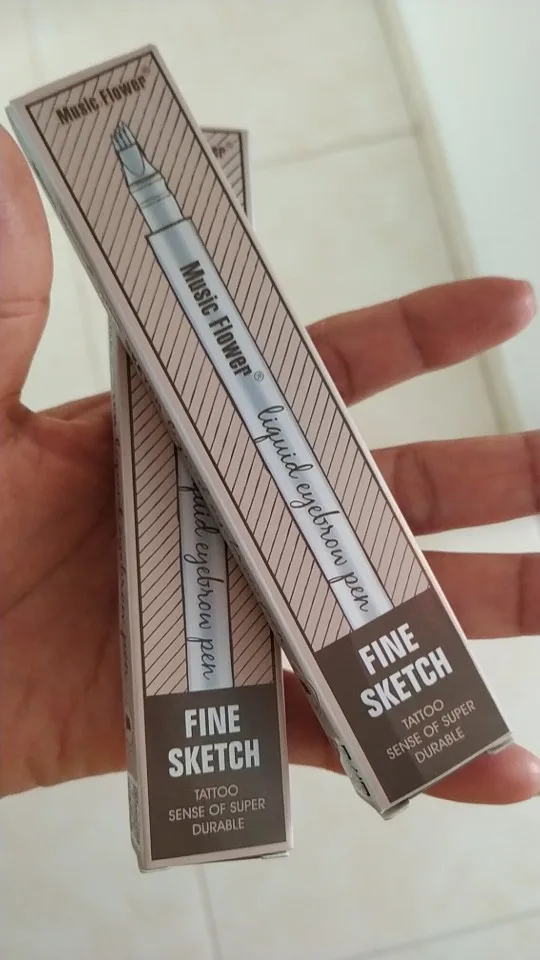 Music Flower®
Music Flower®
liquid eyebrow pen
FINE
SKETCH
TATTOO
SENSE OF SUPER
DURABLE
eyebrow pen
FINE
SKETCH
TATTOO
SENSE OF SUPER
DURABLE